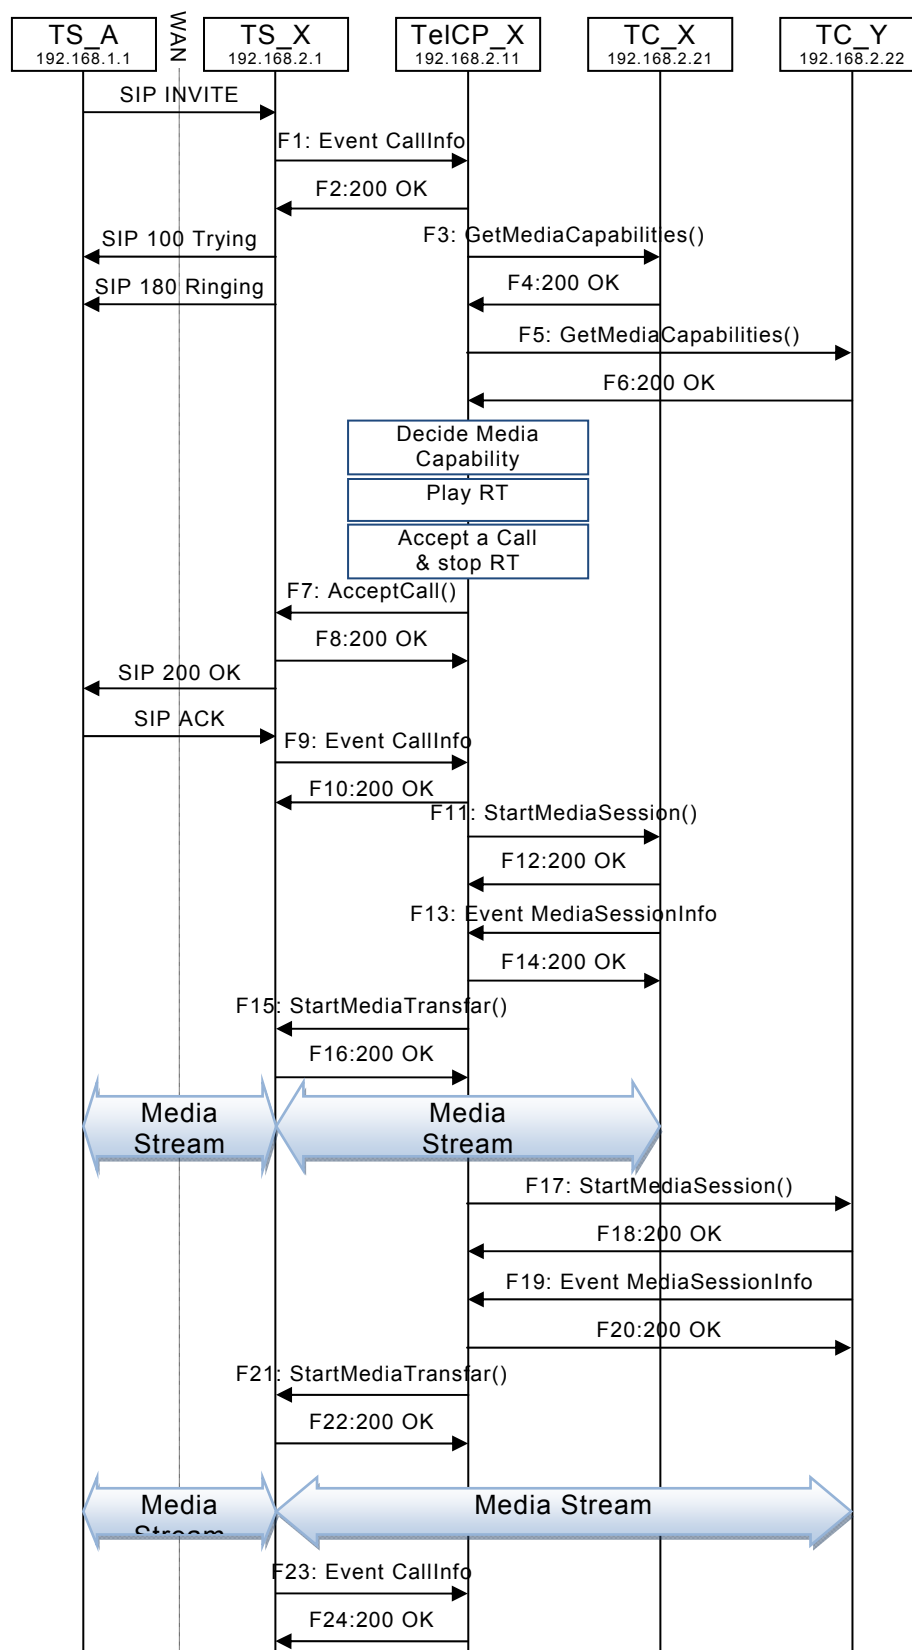 TS_A
192.168.1.1
WAN
TS_X
192.168.2.1
TelCP_X
192.168.2.11
TC_X
192.168.2.21
TC_Y
192.168.2.22
SIP INVITE
F1: Event CallInfo
F2:200 OK
SIP 100 Trying
F3: GetMediaCapabilities()
SIP 180 Ringing
F4:200 OK
F5: GetMediaCapabilities()
F6:200 OK
Decide Media
Capability
Play RT
Accept a Call
& stop RT
F7: AcceptCall()
F8:200 OK
SIP 200 OK
SIP ACK
F9: Event CallInfo
F10:200 OK
F11: StartMediaSession()
F12:200 OK
F13: Event MediaSessionInfo
F14:200 OK
F15: StartMediaTransfar()
F16:200 OK
Media
Stream
Media
Stream
F17: StartMediaSession()
F18:200 OK
F19: Event MediaSessionInfo
F20:200 OK
F21: StartMediaTransfar()
F22:200 OK
Media
Stream
Media Stream
F23: Event CallInfo
F24:200 OK